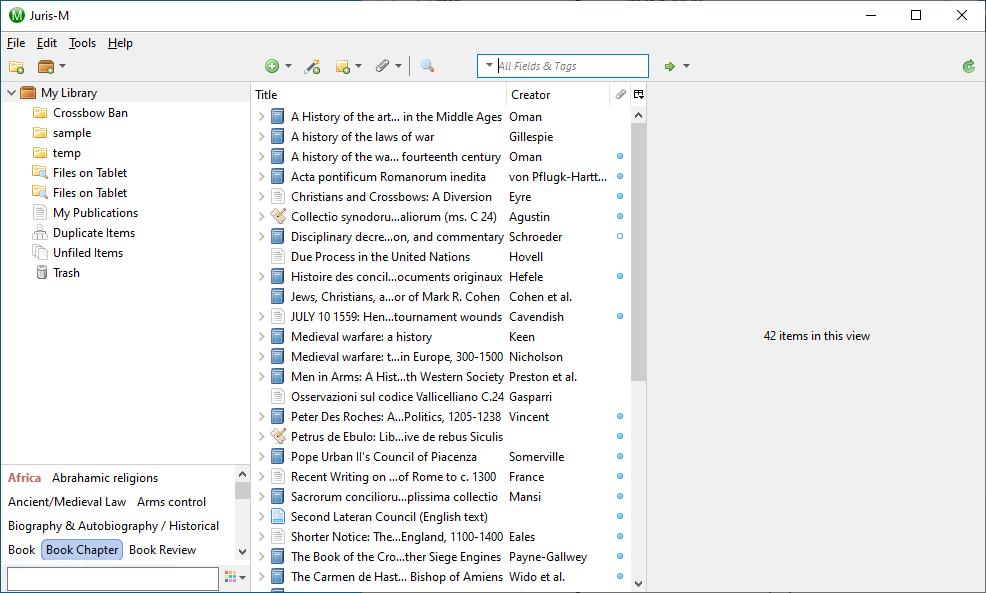 Juris-M
File Edit Tools Help
All Fields & Tags
My Library
Crossbow Ban
sample
temp
Files on Tablet
Files on Tablet
My Publications
Duplicate Items
Unfiled Items
Trash
Africa Abrahamic religions
Ancient/Medieval Law Arms control
Biography & Autobiography / Historical
Book Book Chapter Book Review
Title Creator
A History of the art... in the Middle Ages Oman
A history of the laws of war Gillespie
A history of the wa... fourteenth century Oman
Acta pontificum Romanorum inedita von Pflugk-Hartt...
Christians and Crossbows: A Diversion Eyre
Collectio synodoru...aliorum (ms. C 24) Agustin
Disciplinary decre...on, and commentary Schroeder
Due Process in the United Nations Hovell
Histoire des concil...ocuments originaux Hefele
Jews, Christians, a...or of Mark R. Cohen Cohen et al.
JULY 10 1559: Hen...tournament wounds Cavendish
Medieval warfare: a history Keen
Medieval warfare: t...in Europe, 300-1500 Nicholson
Men in Arms: A Hist...th Western Society Preston et al.
Osservazioni sul codice Vallicelliano C.24 Gasparri
Peter Des Roches: A...Politics, 1205-1238 Vincent
Petrus de Ebulo: Lib...ive de rebus Siculis
Pope Urban II's Council of Piacenza Somerville
Recent Writing on ...of Rome to c. 1300 France
Sacrorum concilioru...plissima collectio Mansi
Second Lateran Council (English text)
Shorter Notice: The...England, 1100-1400 Eales
The Book of the Cro...ther Siege Engines Payne-Gallwey
The Carmen de Hast... Bishop of Amiens Wido et al.
42 items in this view